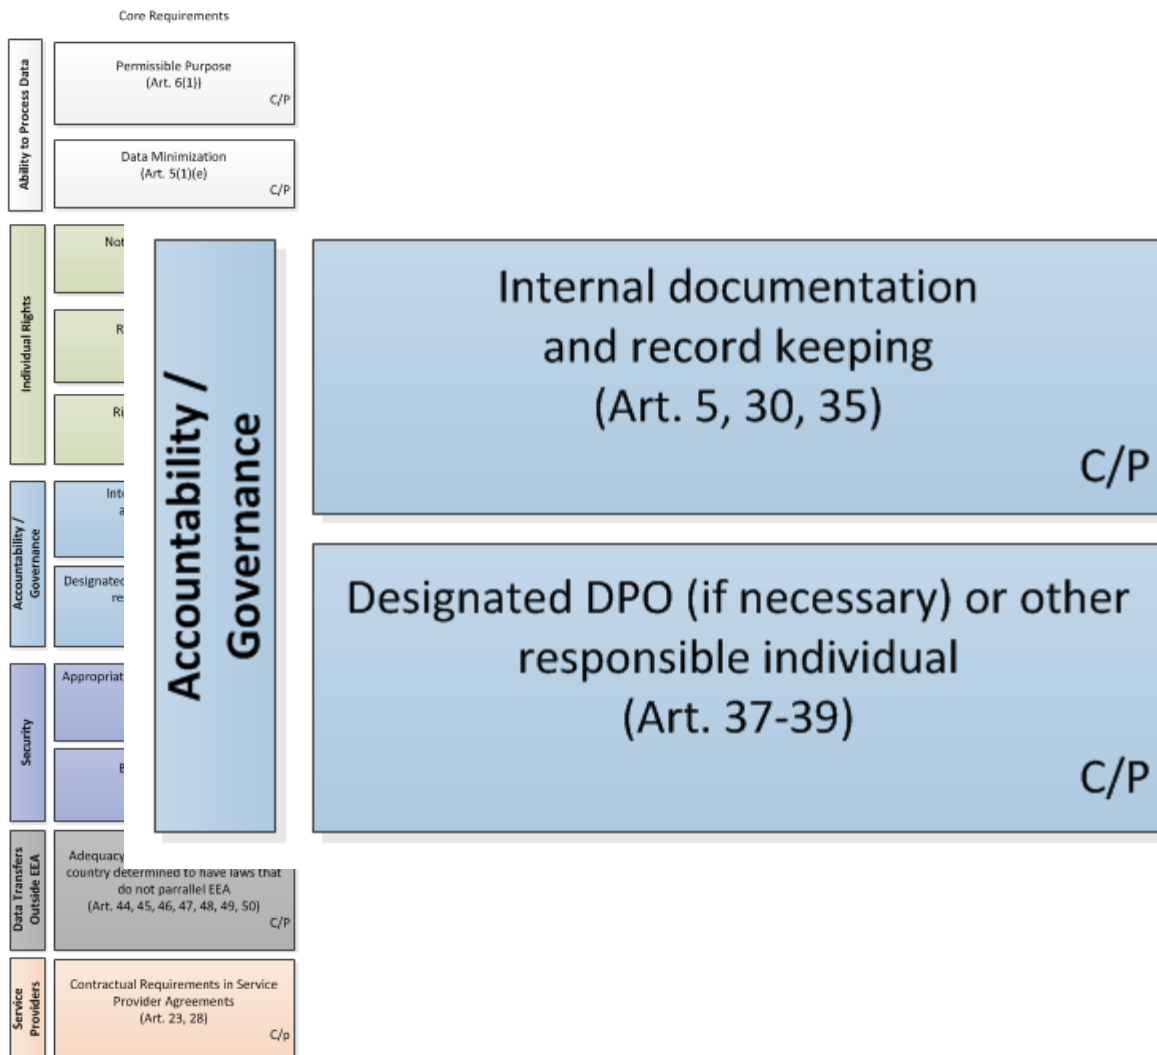 Core Requirements
Ability to Process Data
Permissible Purpose
(Art. 6(1))
C/P
Data Minimization
(Art. 5(1)(e)
C/P
Individual Rights
Accountability /
Governance
Designated
Security
Data Transfers
Outside EEA
Adequacy
country determined to have laws that
do not parrallel EEA
(Art. 44, 45, 46, 47, 48, 49, 50)
C/P
Service
Providers
Contractual Requirements in Service
Provider Agreements
(Art. 23, 28)
C/p
Accountability /
Governance
Internal documentation
and record keeping
(Art. 5, 30, 35)
C/P
Designated DPO (if necessary) or other
responsible individual
(Art. 37-39)
C/P